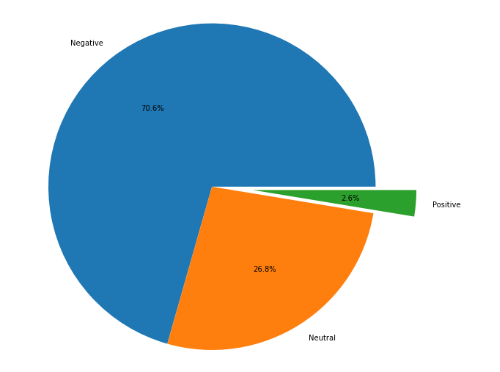 Negative
70.6%
2.6%
Positive
26.8%
Neutral